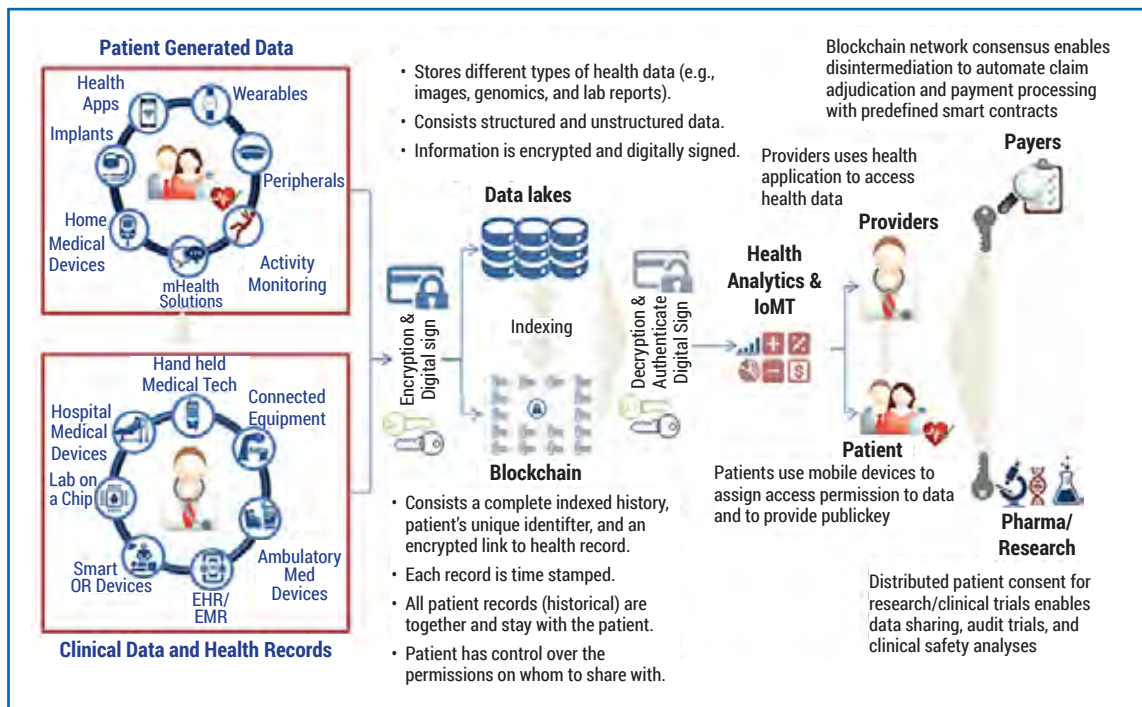 Patient Generated Data
Health
Apps
Wearables
Implants
Peripherals
Home
Medical
Devices
mHealth
Solutions
Activity
Monitoring
Hand held
Medical Tech
Connected
Equipment
Hospital
Medical
Devices
Lab on
a Chip
Smart
OR Devices
EHR/
EMR
Ambulatory
Med
Devices
Clinical Data and Health Records
• Stores different types of health data (e.g.,
images, genomics, and lab reports).
• Consists structured and unstructured data.
• Information is encrypted and digitally signed.
Data lakes
Encryption &
Digital sign
Indexing
Blockchain
• Consists a complete indexed history,
patient's unique identifter, and an
encrypted link to health record.
• Each record is time stamped.
• All patient records (historical) are
together and stay with the patient.
• Patient has control over the
permissions on whom to share with.
Decryption &
Authenticate
Digital Sign
Health
Analytics &
IoMT
Blockchain network consensus enables
disintermediation to automate claim
adjudication and payment processing
with predefined smart contracts
Payers
Providers uses health
application to access
health data
Providers
Patient
Patients use mobile devices to
assign access permission to data
and to provide publickey
Pharma/
Research
Distributed patient consent for
research/clinical trials enables
data sharing, audit trials, and
clinical safety analyses